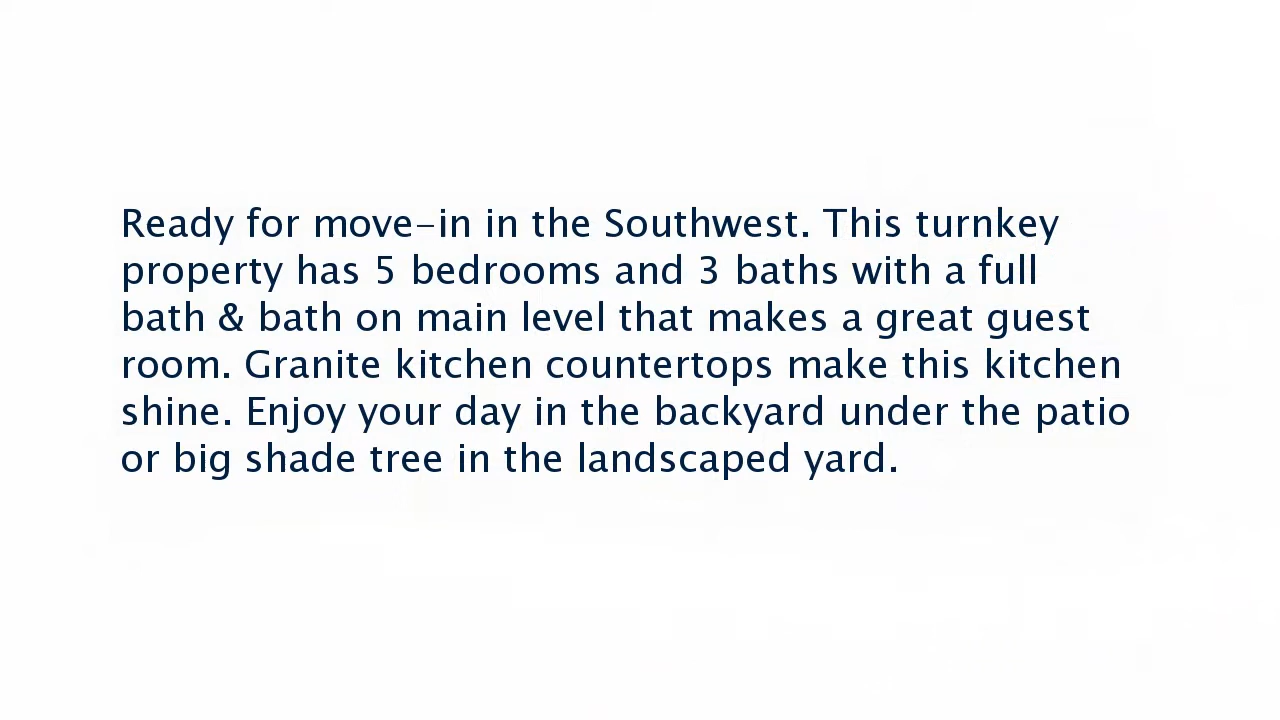 Ready for move-in in the Southwest. This turnkey
property has 5 bedrooms and 3 baths with a full
bath & bath on main level that makes a great guest
room. Granite kitchen countertops make this kitchen
shine. Enjoy your day in the backyard under the patio
or big shade tree in the landscaped yard.